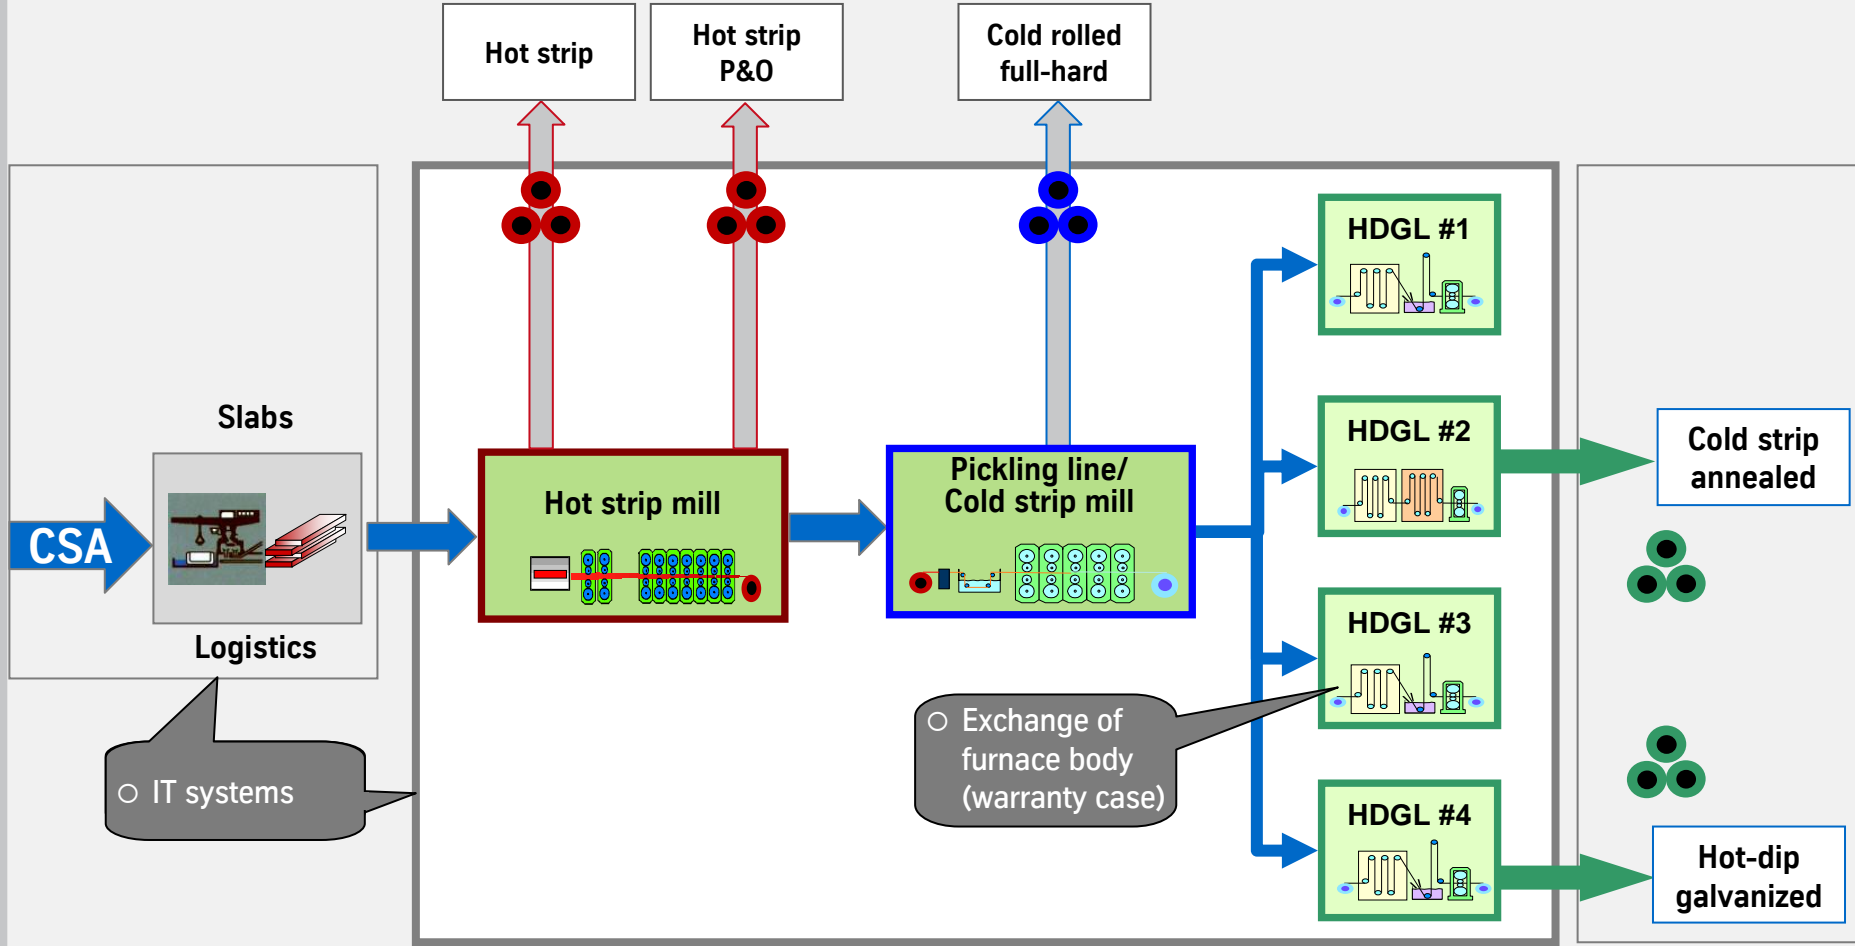 Hot strip
Hot strip
P&O
Cold rolled
full-hard
Slabs
CSA
Logistics
○ IT systems
Hot strip mill
Pickling line/
Cold strip mill
○ Exchange of
furnace body
(warranty case)
HDGL #1
HDGL #2
HDGL #3
HDGL #4
Cold strip
annealed
Hot-dip
galvanized